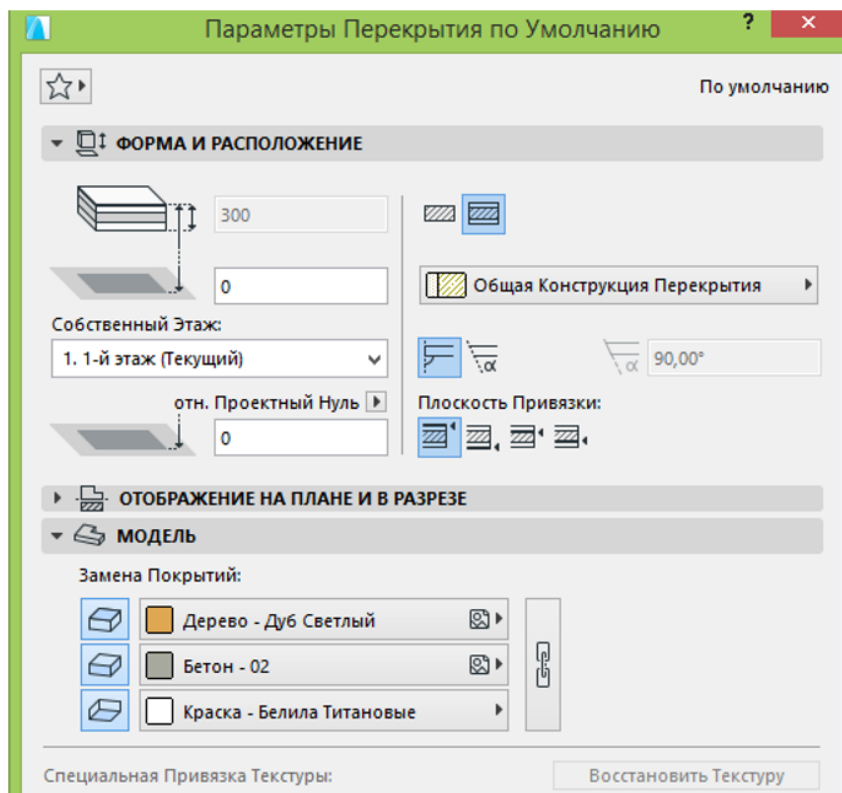 Параметры Перекрытия по Умолчанию ?
По умолчанию
ФОРМА И РАСПОЛОЖЕНИЕ
300
0
Общая Конструкция Перекрытия
Собственный Этаж:
1. 1-й этаж (Текущий)
α
α 90,00°
отн. Проектный Нуль
Плоскость Привязки:
0
ОТОБРАЖЕНИЕ НА ПЛАНЕ И В РАЗРЕЗЕ
МОДЕЛЬ
Замена Покрытий:
Дерево - Дуб Светлый
Бетон - 02
Краска - Белила Титановые
Специальная Привязка Текстуры:
Восстановить Текстуру